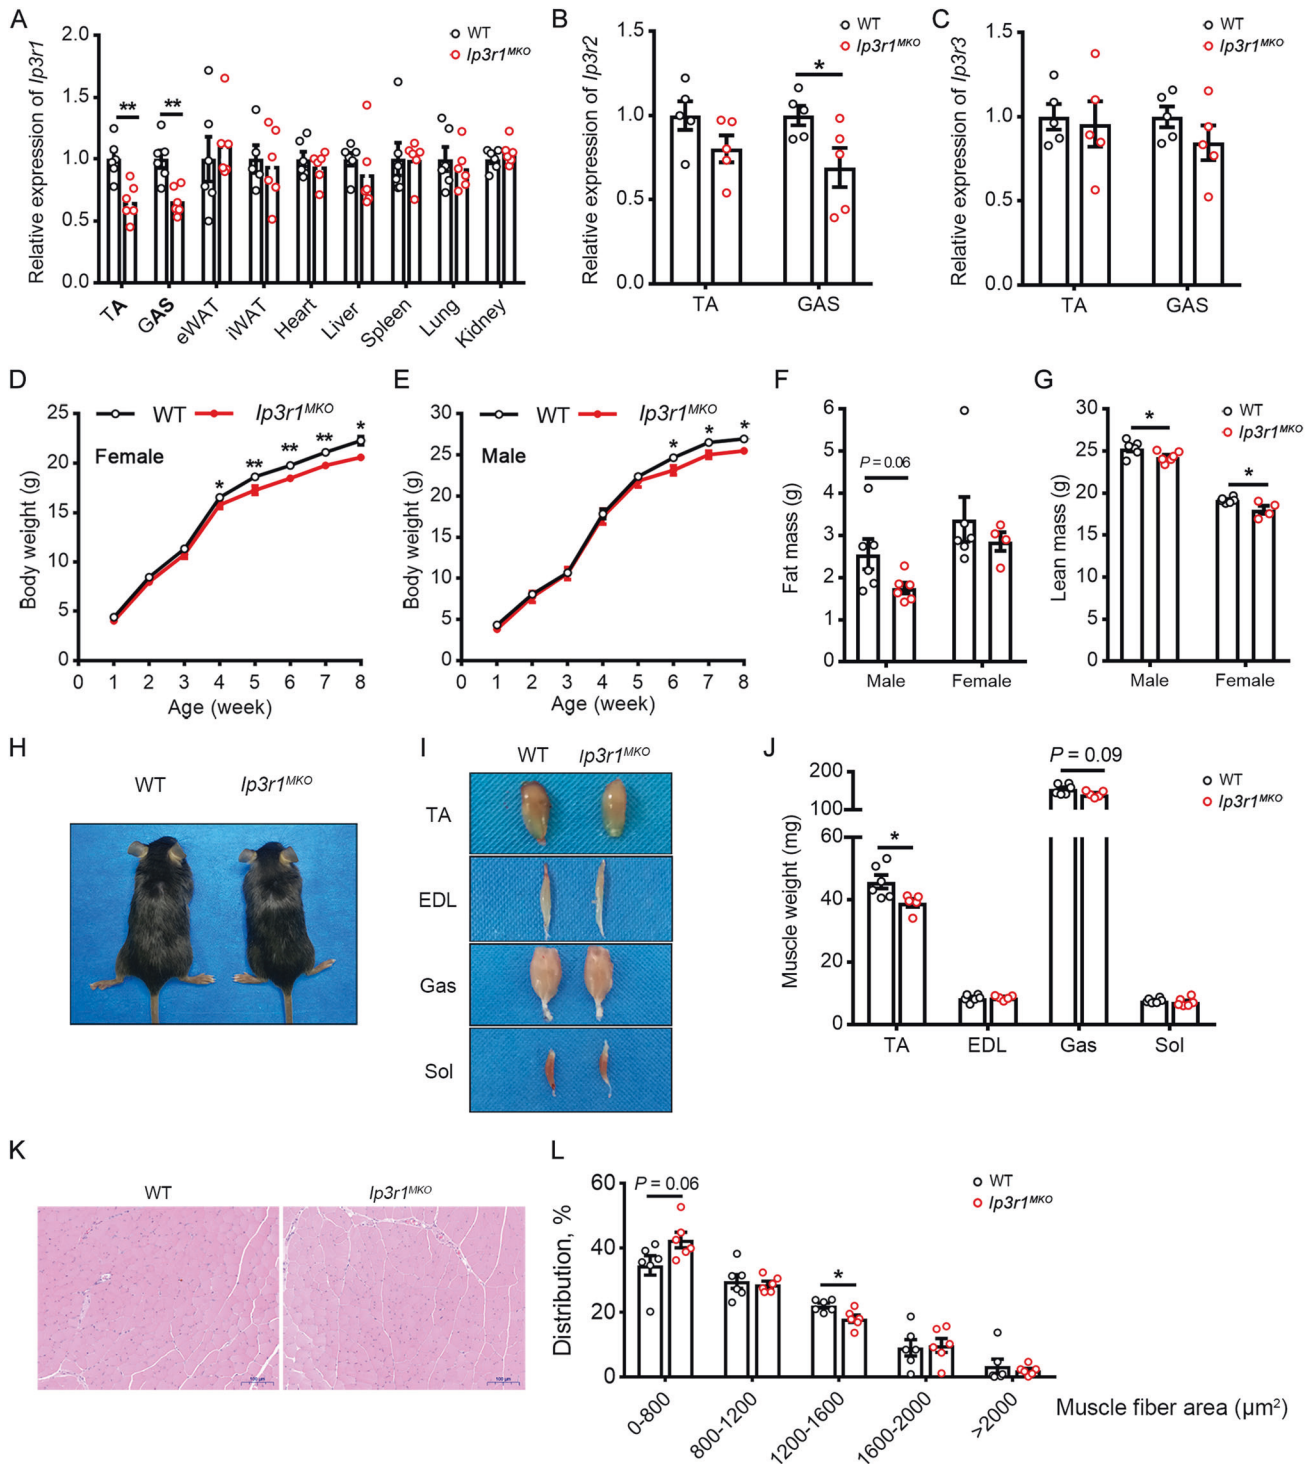 A
Relative expression of Ip3r1
2.0
1.5
1.0
0.5
0.0
WT
Ip3r1MKO
** **
TA GAS eWAT iWAT Heart Liver Spleen Lung Kidney
B
Relative expression of Ip3r2
1.5
1.0
0.5
0.0
WT
Ip3r1MKO
*
TA GAS
C
Relative expression of Ip3r3
1.5
1.0
0.5
0.0
WT
Ip3r1MKO
TA GAS
D
Body weight (g)
25
20
15
10
5
0
WT Ip3r1MKO
Female
* ** ** ** *
0 1 2 3 4 5 6 7 8
Age (week)
E
Body weight (g)
30
25
20
15
10
5
0
WT Ip3r1MKO
Male
* * *
0 1 2 3 4 5 6 7 8
Age (week)
F
Fat mass (g)
6
5
4
3
2
1
0
P = 0.06
Male Female
G
Lean mass (g)
30
25
20
15
10
5
0
WT
Ip3r1MKO
* *
Male Female
H
WT Ip3r1MKO
I
WT Ip3r1MKO
TA
EDL
Gas
Sol
J
Muscle weight (mg)
200
100
60
40
20
0
P = 0.09
*
WT
Ip3r1MKO
TA EDL Gas Sol
K
WT Ip3r1MKO
100 μm 100 μm
L
Distribution, %
60
40
20
0
P = 0.06
*
WT
Ip3r1MKO
0-800 800-1200 1200-1600 1600-2000 >2000
Muscle fiber area (μm²)